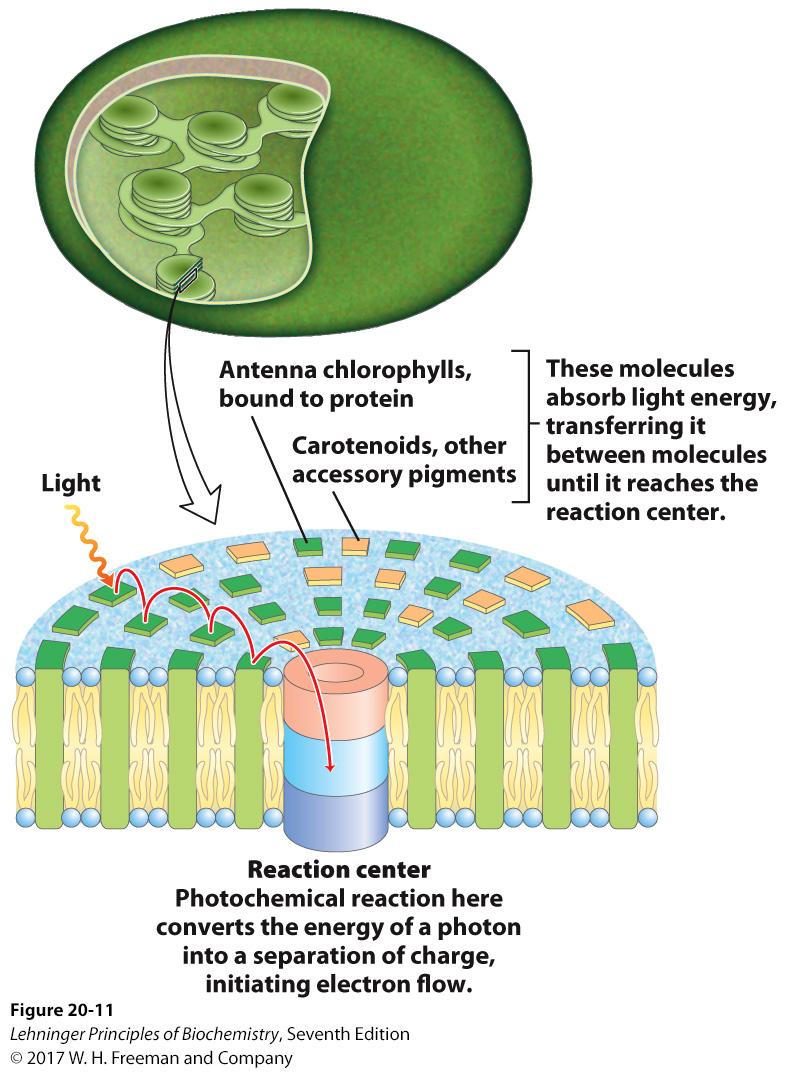 Antenna chlorophylls,
bound to protein
Carotenoids, other
accessory pigments
These molecules
absorb light energy,
transferring it
between molecules
until it reaches the
reaction center.
Light
Reaction center
Photochemical reaction here
converts the energy of a photon
into a separation of charge,
initiating electron flow.
Figure 20-11
Lehninger Principles of Biochemistry, Seventh Edition
© 2017 W. H. Freeman and Company